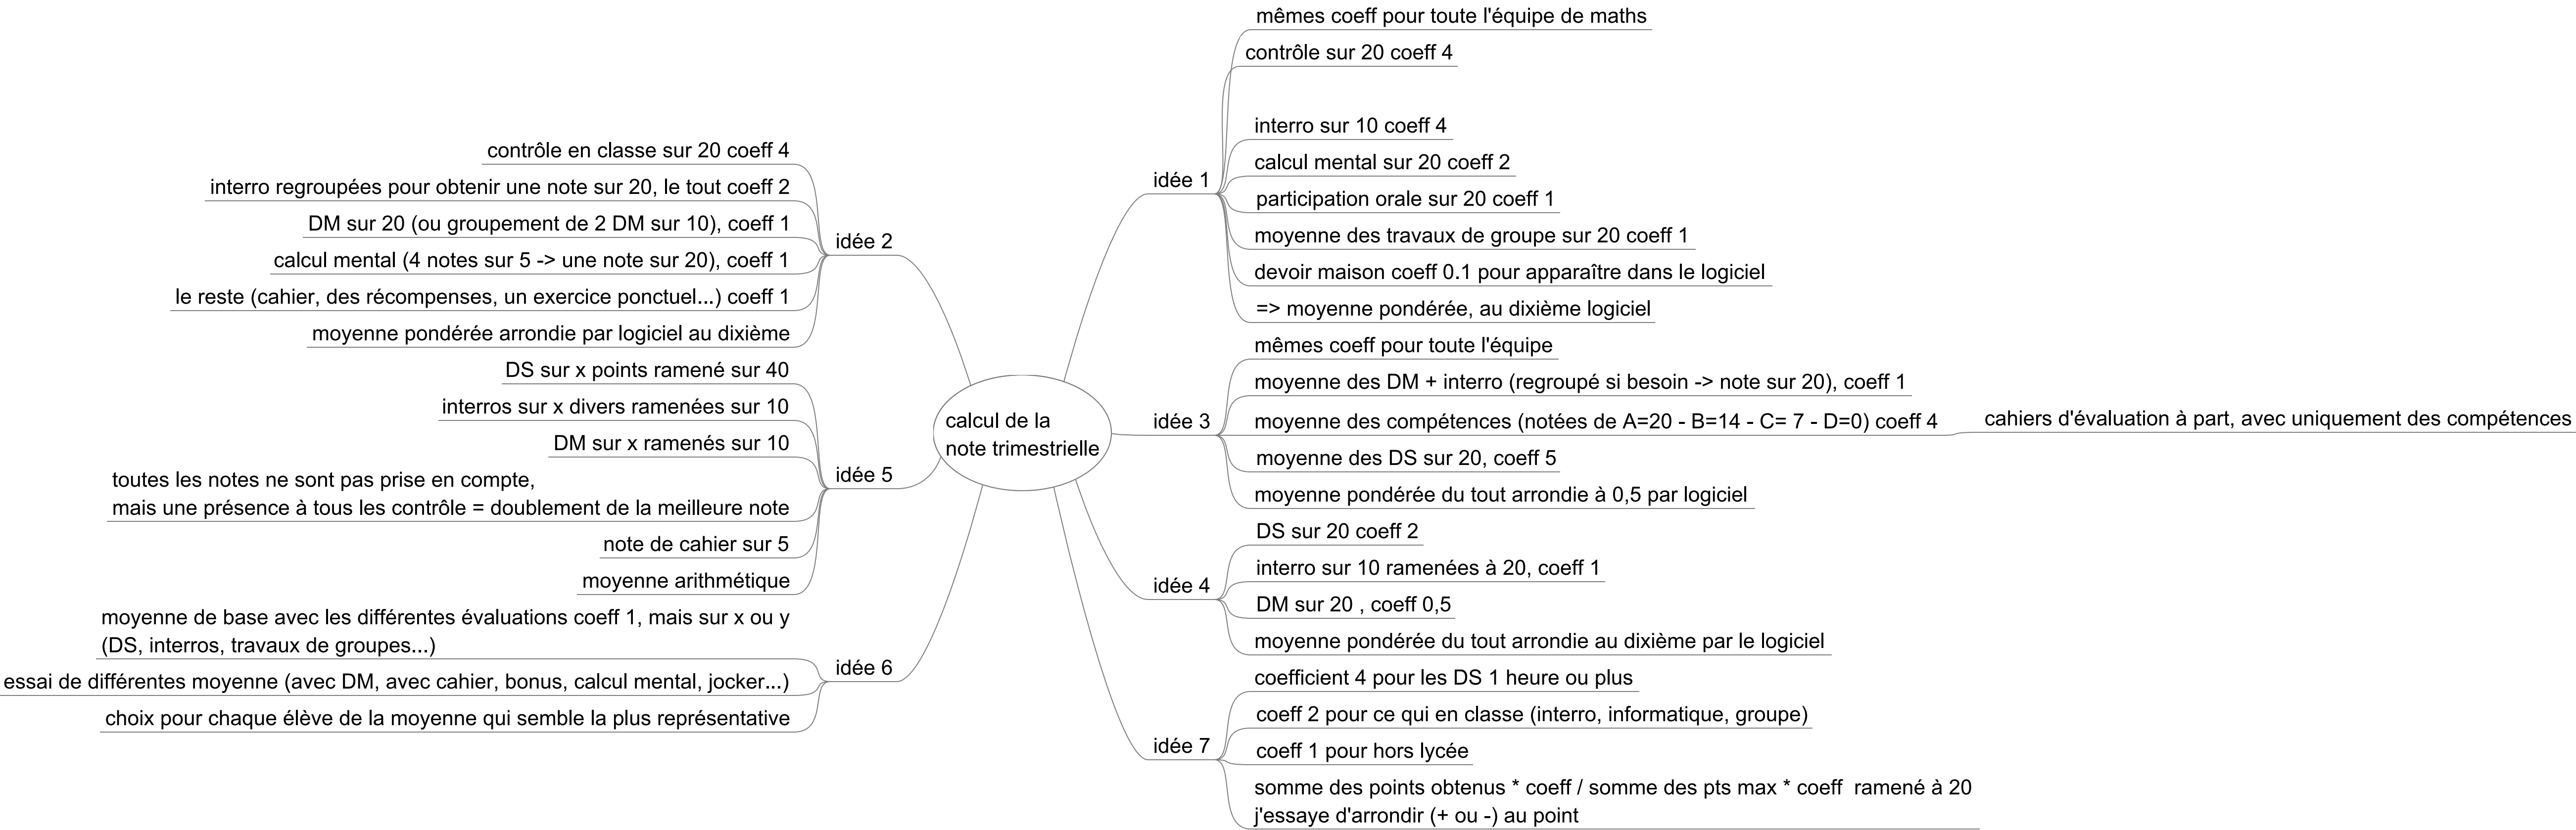 calcul de la
note trimestrielle
idée 1
mêmes coeff pour toute l'équipe de maths
contrôle sur 20 coeff 4
interro sur 10 coeff 4
calcul mental sur 20 coeff 2
participation orale sur 20 coeff 1
moyenne des travaux de groupe sur 20 coeff 1
devoir maison coeff 0.1 pour apparaître dans le logiciel
=> moyenne pondérée, au dixième logiciel
idée 2
contrôle en classe sur 20 coeff 4
interro regroupées pour obtenir une note sur 20, le tout coeff 2
DM sur 20 (ou groupement de 2 DM sur 10), coeff 1
calcul mental (4 notes sur 5 -> une note sur 20), coeff 1
le reste (cahier, des récompenses, un exercice ponctuel...) coeff 1
moyenne pondérée arrondie par logiciel au dixième
idée 3
mêmes coeff pour toute l'équipe
moyenne des DM + interro (regroupé si besoin -> note sur 20), coeff 1
moyenne des compétences (notées de A=20 - B=14 - C= 7 - D=0) coeff 4
cahiers d'évaluation à part, avec uniquement des compétences
moyenne des DS sur 20, coeff 5
moyenne pondérée du tout arrondie à 0,5 par logiciel
idée 4
DS sur 20 coeff 2
interro sur 10 ramenées à 20, coeff 1
DM sur 20 , coeff 0,5
moyenne pondérée du tout arrondie au dixième par le logiciel
idée 5
DS sur x points ramené sur 40
interros sur x divers ramenées sur 10
DM sur x ramenés sur 10
toutes les notes ne sont pas prise en compte,
mais une présence à tous les contrôle = doublement de la meilleure note
note de cahier sur 5
moyenne arithmétique
idée 6
moyenne de base avec les différentes évaluations coeff 1, mais sur x ou y
(DS, interros, travaux de groupes...)
essai de différentes moyenne (avec DM, avec cahier, bonus, calcul mental, jocker...)
choix pour chaque élève de la moyenne qui semble la plus représentative
idée 7
coefficient 4 pour les DS 1 heure ou plus
coeff 2 pour ce qui en classe (interro, informatique, groupe)
coeff 1 pour hors lycée
somme des points obtenus * coeff / somme des pts max * coeff  ramené à 20
j'essaye d'arrondir (+ ou -) au point